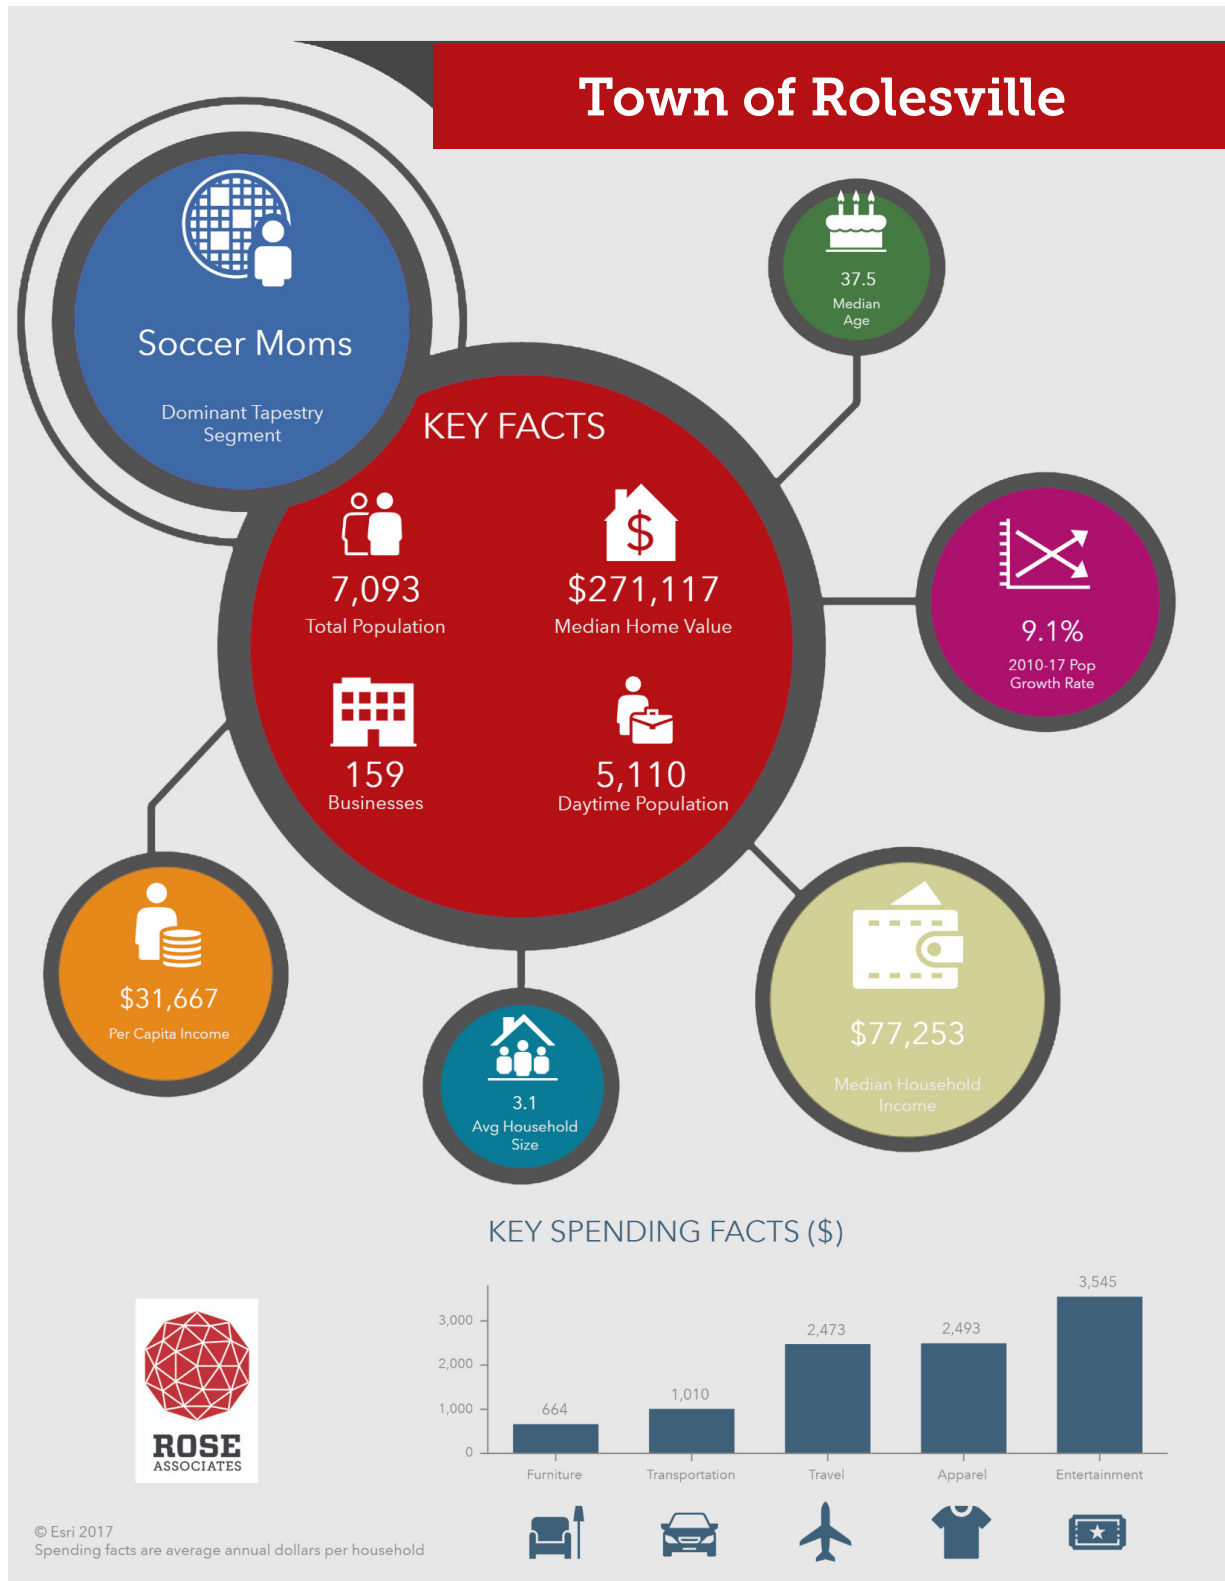 Town of Rolesville
Soccer Moms
Dominant Tapestry
Segment
37.5
Median
Age
KEY FACTS
7,093
Total Population
$271,117
Median Home Value
159
Businesses
5,110
Daytime Population
9.1%
2010-17 Pop
Growth Rate
$31,667
Per Capita Income
3.1
Avg Household
Size
$77,253
Median Household
Income
KEY SPENDING FACTS ($)
3,000
2,000
1,000
0
664
1,010
2,473
2,493
3,545
Furniture
Transportation
Travel
Apparel
Entertainment
ROSE
ASSOCIATES
© Esri 2017
Spending facts are average annual dollars per household